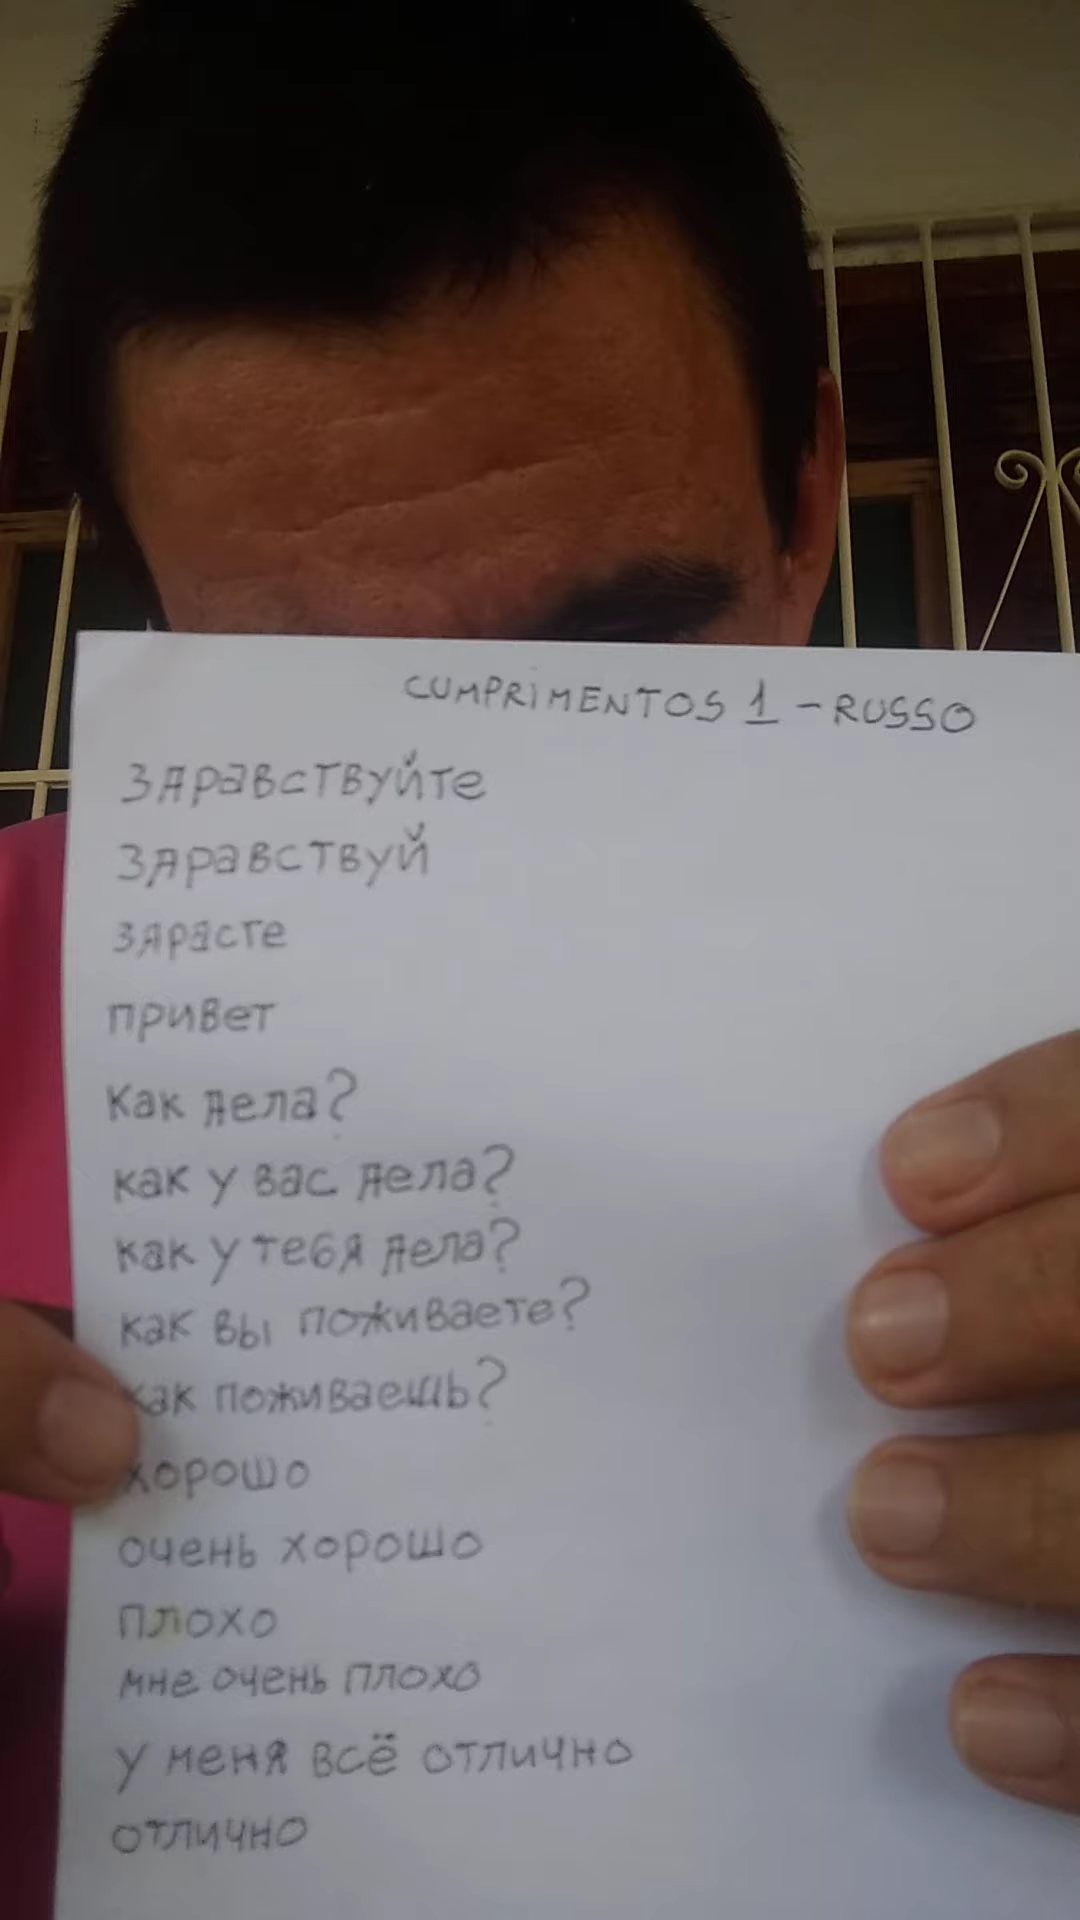 CUMPRIMENTOS 1 - RUSSO
здравствуйте
здравствуй
здрасте
привет
как дела?
как у вас дела?
как у тебя дела?
как вы поживаете?
как поживаешь?
хорошо
очень хорошо
плохо
мне очень плохо
у меня всё отлично
отлично